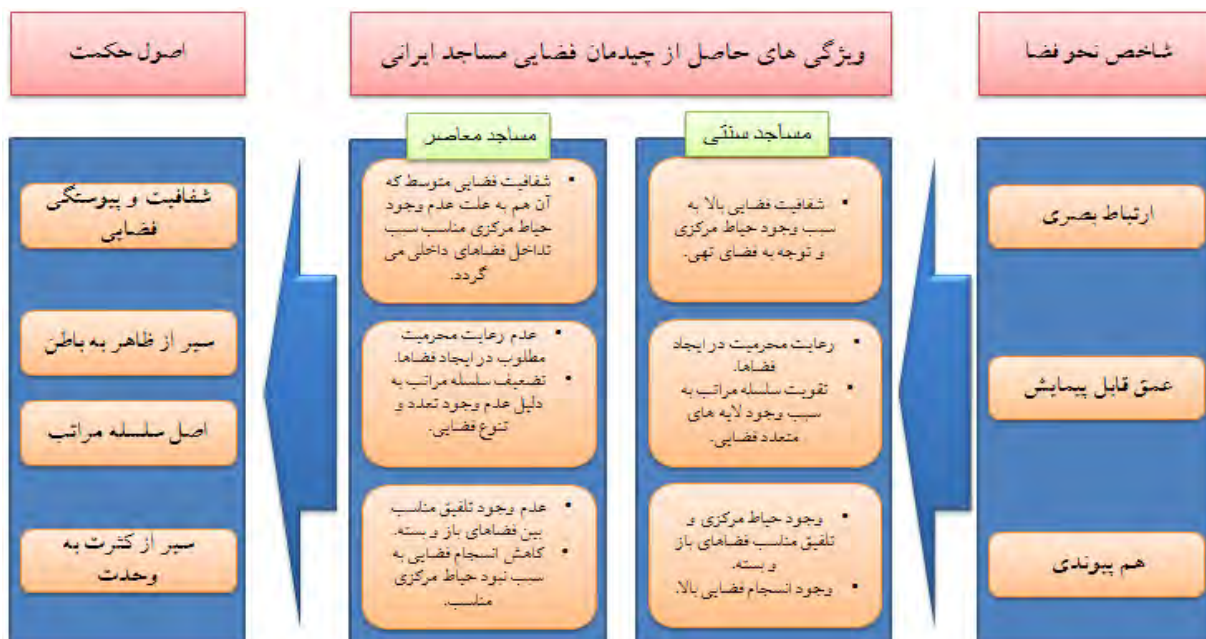 شاخص نحو فضا
ویژگی های حاصل از چیدمان فضایی مساجد ایرانی
اصول حکمت
ارتباط بصری
عمق قابل پیمایش
هم پیوندی
مساجد سنتی
▪ شفافیت فضایی بالا به
سبب وجود حیاط مرکزی
و توجه به فضای تهی.
▪ رعایت محرمیت در ایجاد
فضاها.
▪ تقویت سلسله مراتب به
سبب وجود لایه های
متعدد فضایی.
▪ وجود حیاط مرکزی و
تلفیق مناسب فضاهای باز
و بسته.
▪ وجود انسجام فضایی بالا.
مساجد معاصر
▪ شفافیت فضایی متوسط که
آن هم به علت عدم وجود
حیاط مرکزی مناسب سبب
تداخل فضاهای داخلی می
گردد.
▪ عدم رعایت محرمیت
مطلوب در ایجاد فضاها.
▪ تضعیف سلسله مراتب به
دلیل عدم وجود تعدد و
تنوع فضایی.
▪ عدم وجود تلفیق مناسب
بین فضاهای باز و بسته.
▪ کاهش انسجام فضایی به
سبب نبود حیاط مرکزی
مناسب.
شفافیت و پیوستگی
فضایی
سیر از ظاهر به باطن
اصل سلسله مراتب
سیر از کثرت به
وحدت